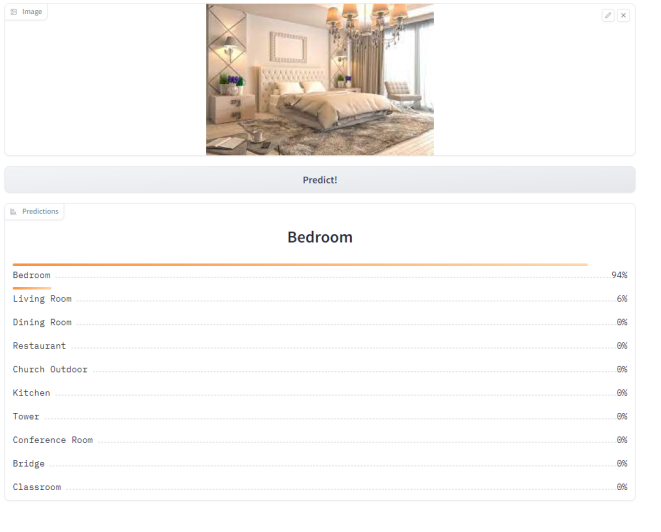 Image
Predict!
Predictions
Bedroom
Bedroom 94%
Living Room 6%
Dining Room 0%
Restaurant 0%
Church Outdoor 0%
Kitchen 0%
Tower 0%
Conference Room 0%
Bridge 0%
Classroom 0%